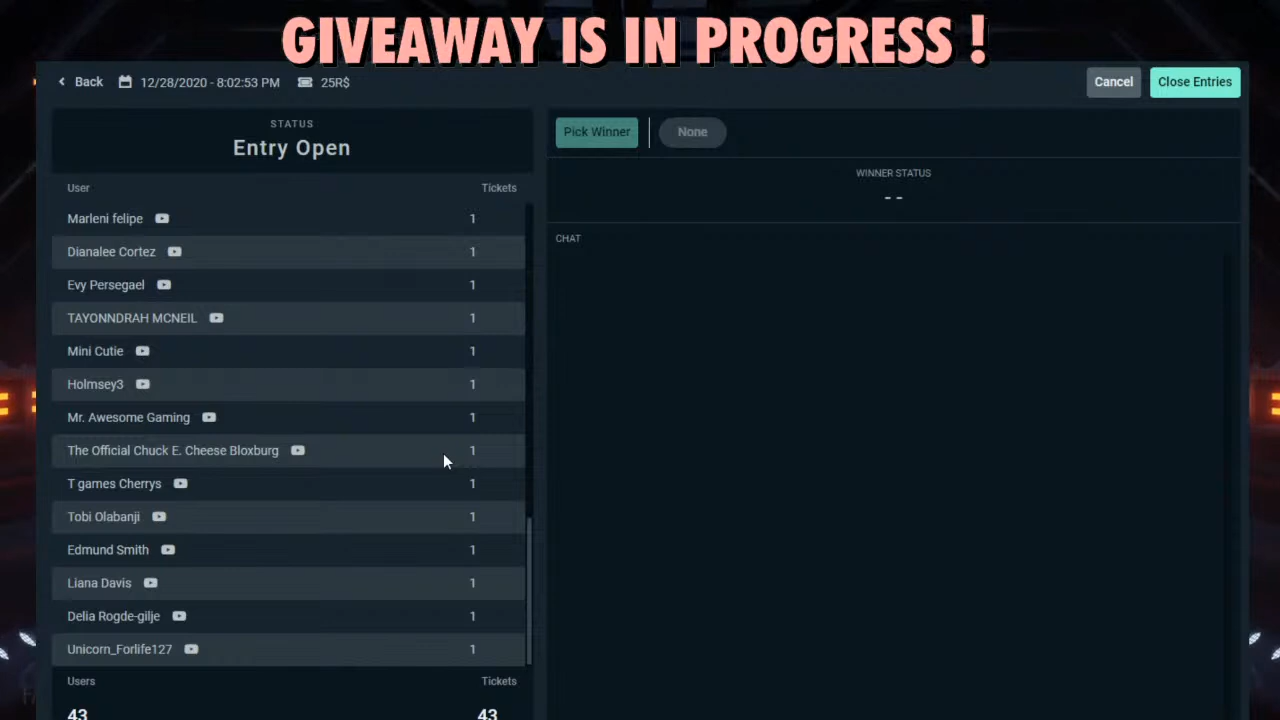 GIVEAWAY IS IN PROGRESS !
Back 12/28/2020 - 8:02:53 PM 25R$ Cancel Close Entries
STATUS
Entry Open
User Tickets
Marleni felipe 1
Dianalee Cortez 1
Evy Persegael 1
TAYONNDRAH MCNEIL 1
Mini Cutie 1
Holmsey3 1
Mr. Awesome Gaming 1
The Official Chuck E. Cheese Bloxburg 1
T games Cherrys 1
Tobi Olabanji 1
Edmund Smith 1
Liana Davis 1
Delia Rogde-gilje 1
Unicorn_Forlife127 1
Users Tickets
43 43
Pick Winner None
WINNER STATUS
--
CHAT